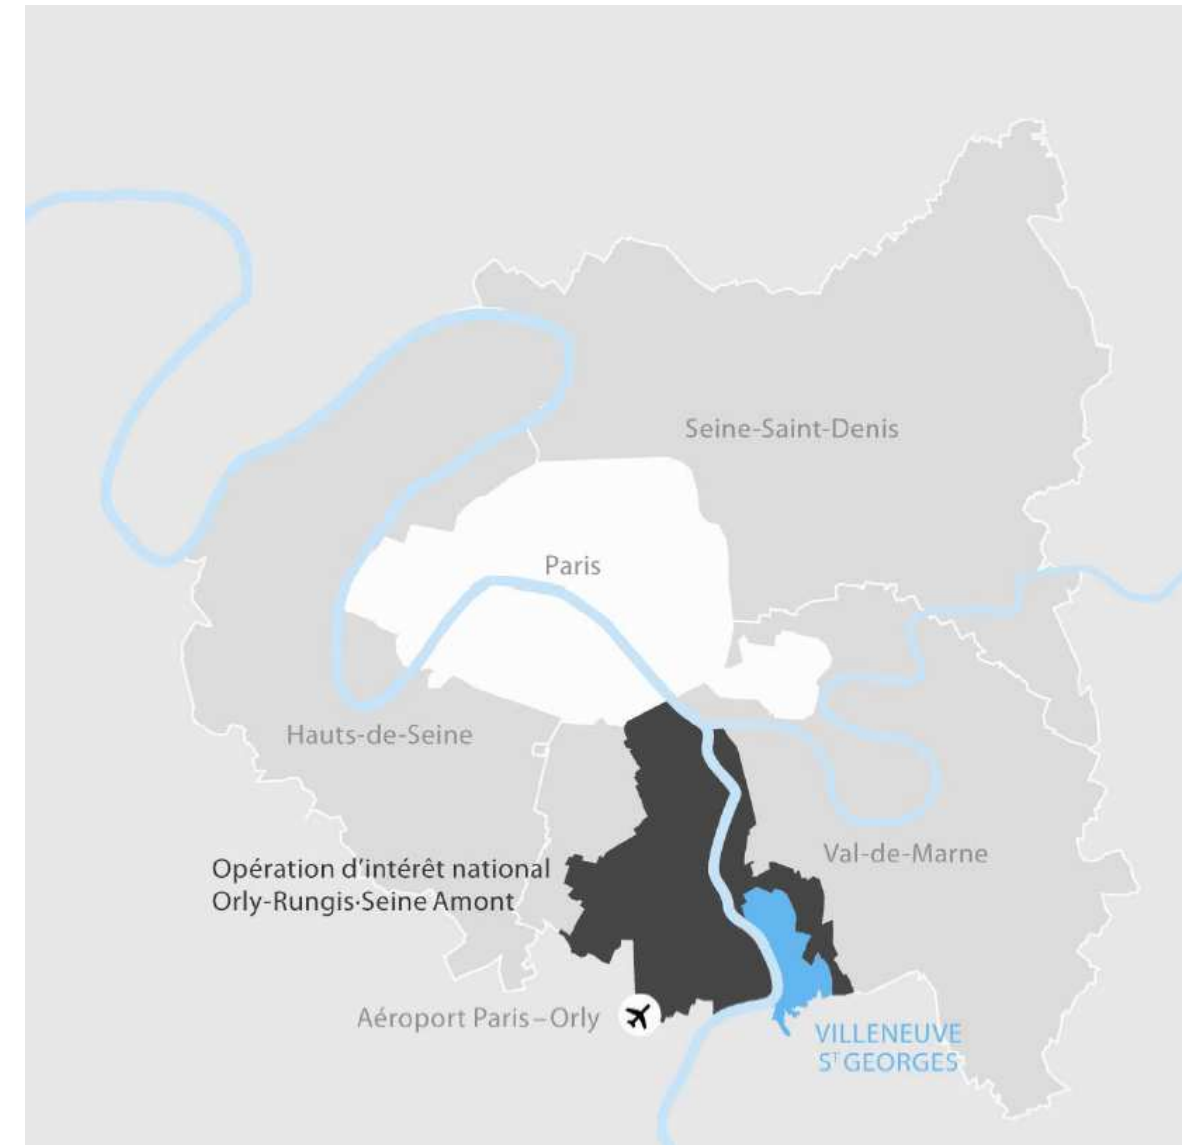 Seine-Saint-Denis
Paris
Hauts-de-Seine
Val-de-Marne
Opération d’intérêt national
Orly-Rungis·Seine Amont
Aéroport Paris–Orly
VILLENEUVE
Sᵀ GEORGES